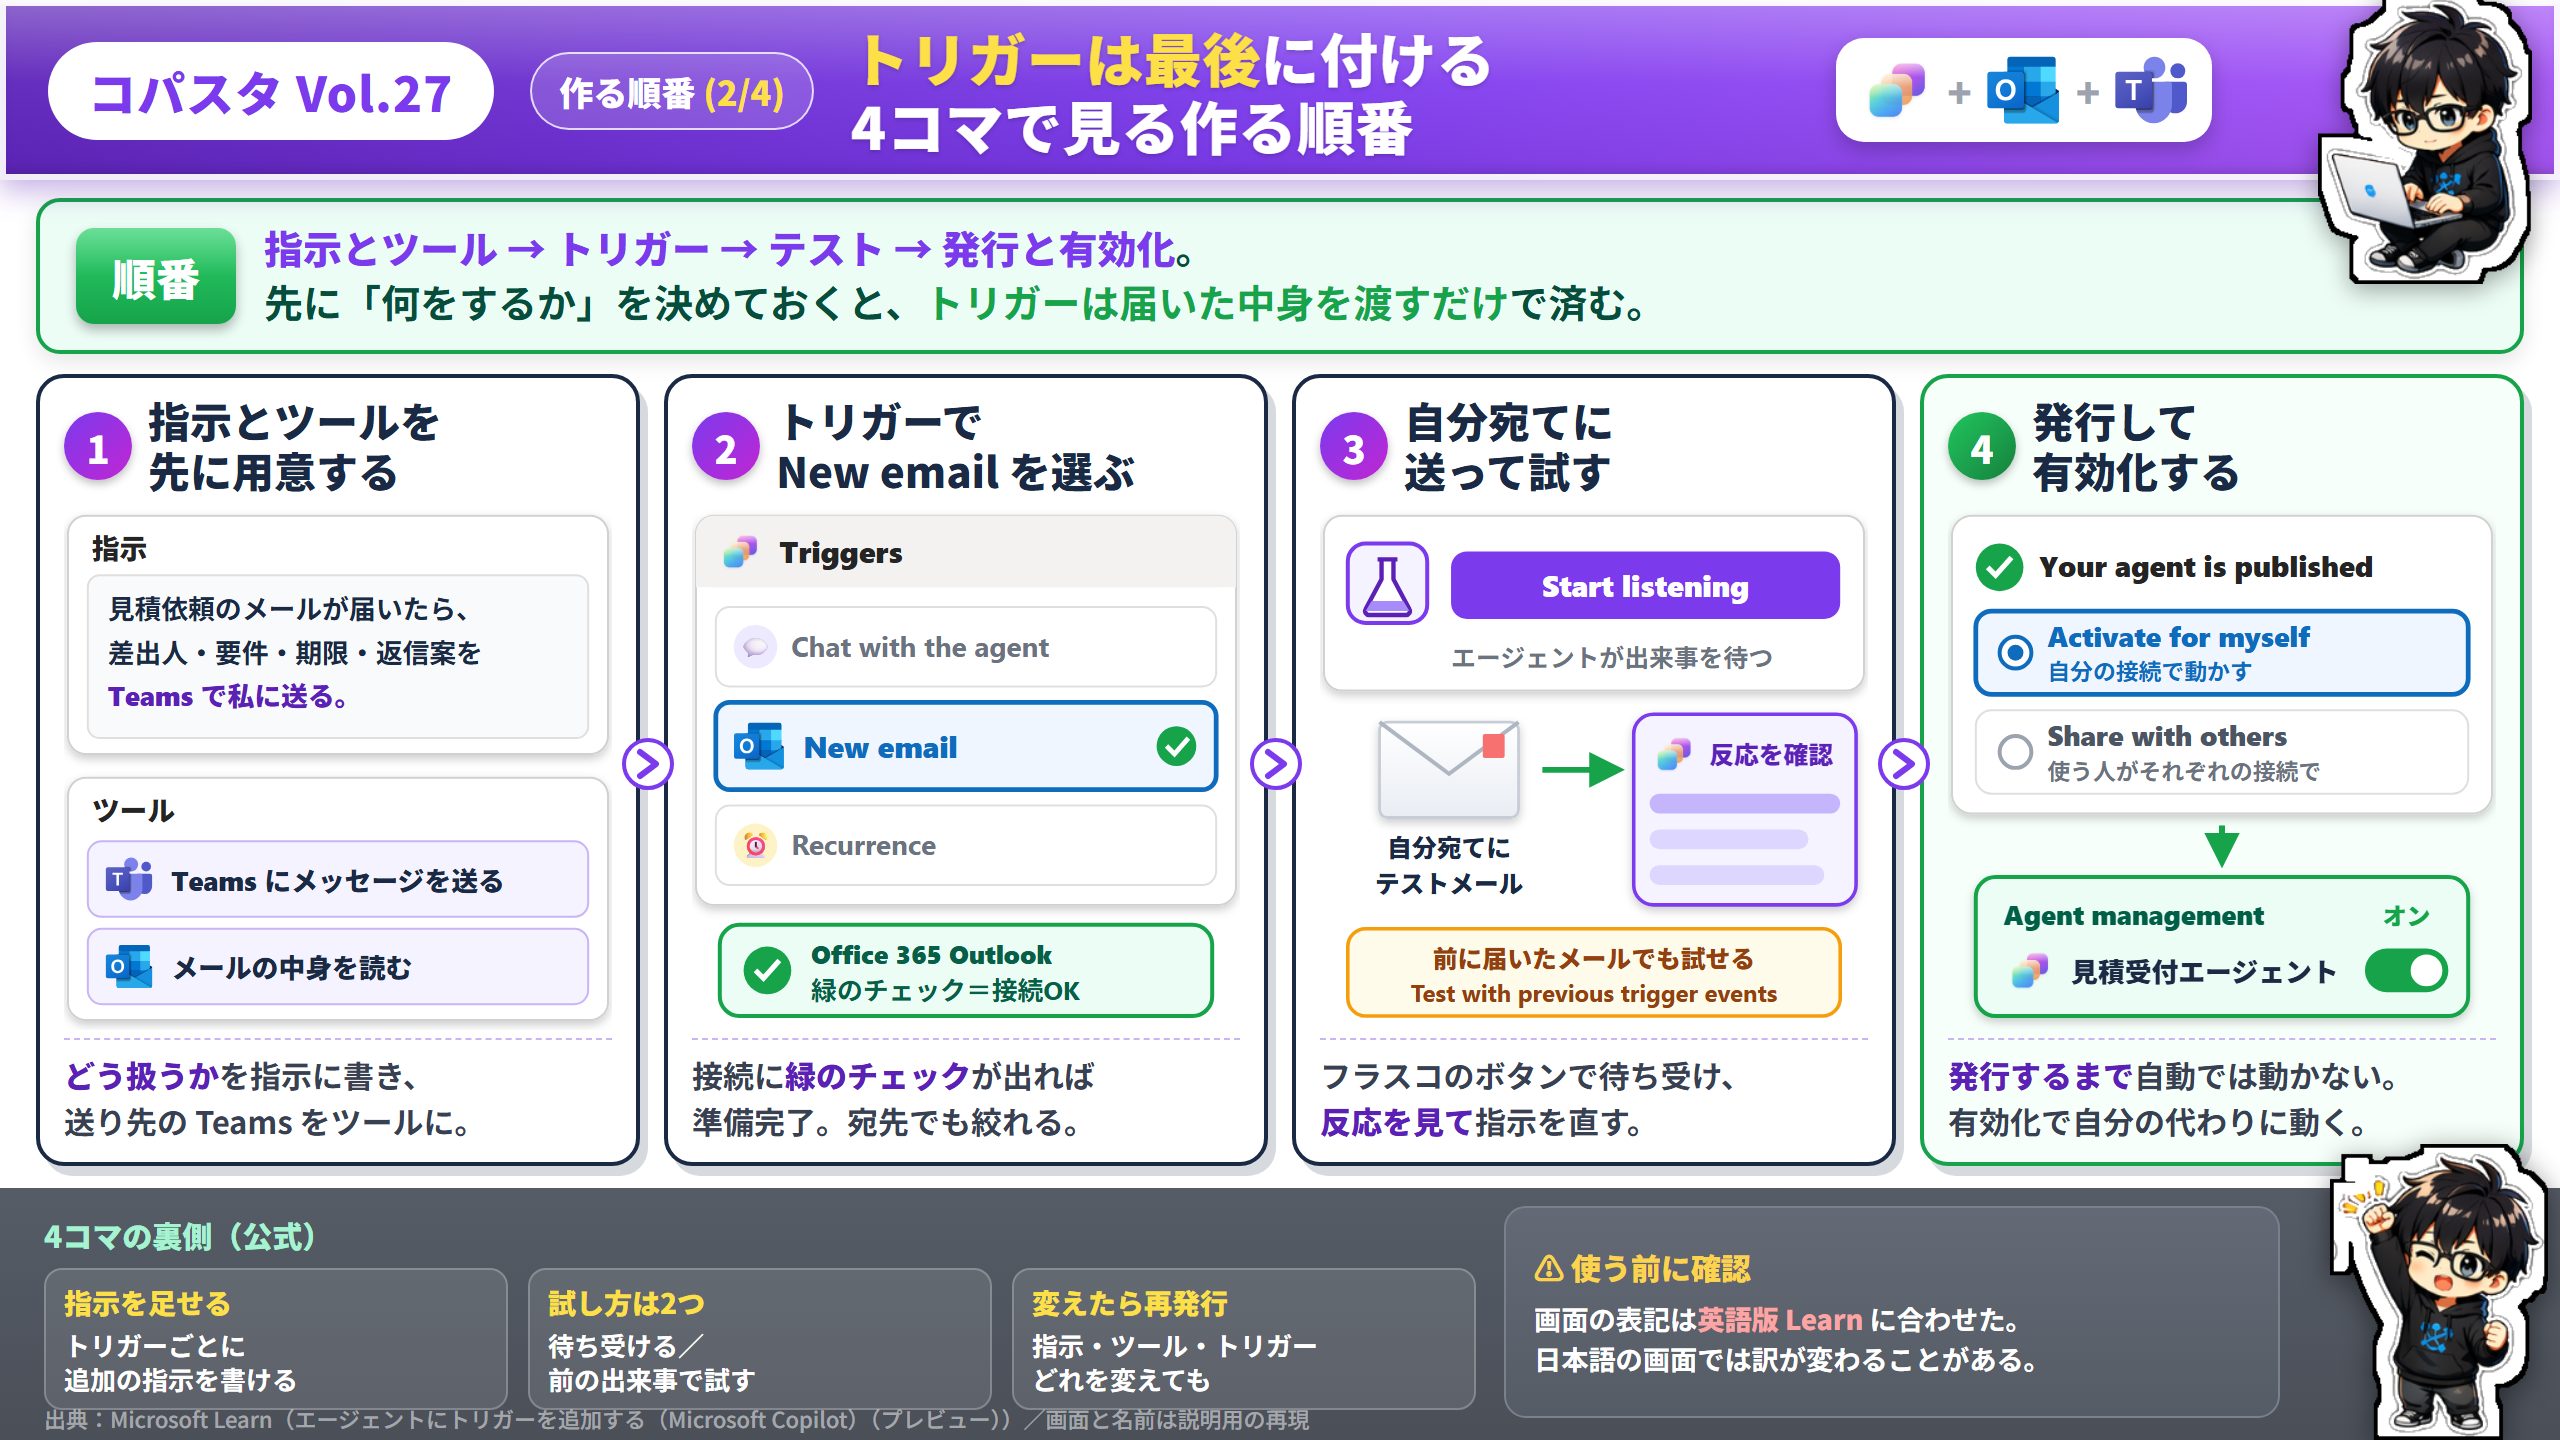 コパスタ Vol.27
作る順番 (2/4)
トリガーは最後に付ける
4コマで見る作る順番
順番
指示とツール → トリガー → テスト → 発行と有効化。
先に「何をするか」を決めておくと、トリガーは届いた中身を渡すだけで済む。
1
指示とツールを
先に用意する
指示
見積依頼のメールが届いたら、
差出人・要件・期限・返信案を
Teams で私に送る。
ツール
Teams にメッセージを送る
メールの中身を読む
どう扱うかを指示に書き、
送り先の Teams をツールに。
2
トリガーで
New email を選ぶ
Triggers
Chat with the agent
New email
Recurrence
Office 365 Outlook
緑のチェック＝接続OK
接続に緑のチェックが出れば
準備完了。宛先でも絞れる。
3
自分宛てに
送って試す
Start listening
エージェントが出来事を待つ
反応を確認
自分宛てに
テストメール
前に届いたメールでも試せる
Test with previous trigger events
フラスコのボタンで待ち受け、
反応を見て指示を直す。
4
発行して
有効化する
Your agent is published
Activate for myself
自分の接続で動かす
Share with others
使う人がそれぞれの接続で
Agent management
オン
見積受付エージェント
発行するまで自動では動かない。
有効化で自分の代わりに動く。
4コマの裏側（公式）
指示を足せる
トリガーごとに
追加の指示を書ける
試し方は2つ
待ち受ける／
前の出来事で試す
変えたら再発行
指示・ツール・トリガー
どれを変えても
⚠ 使う前に確認
画面の表記は英語版 Learn に合わせた。
日本語の画面では訳が変わることがある。
出典：Microsoft Learn（エージェントにトリガーを追加する（Microsoft Copilot）（プレビュー））／画面と名前は説明用の再現